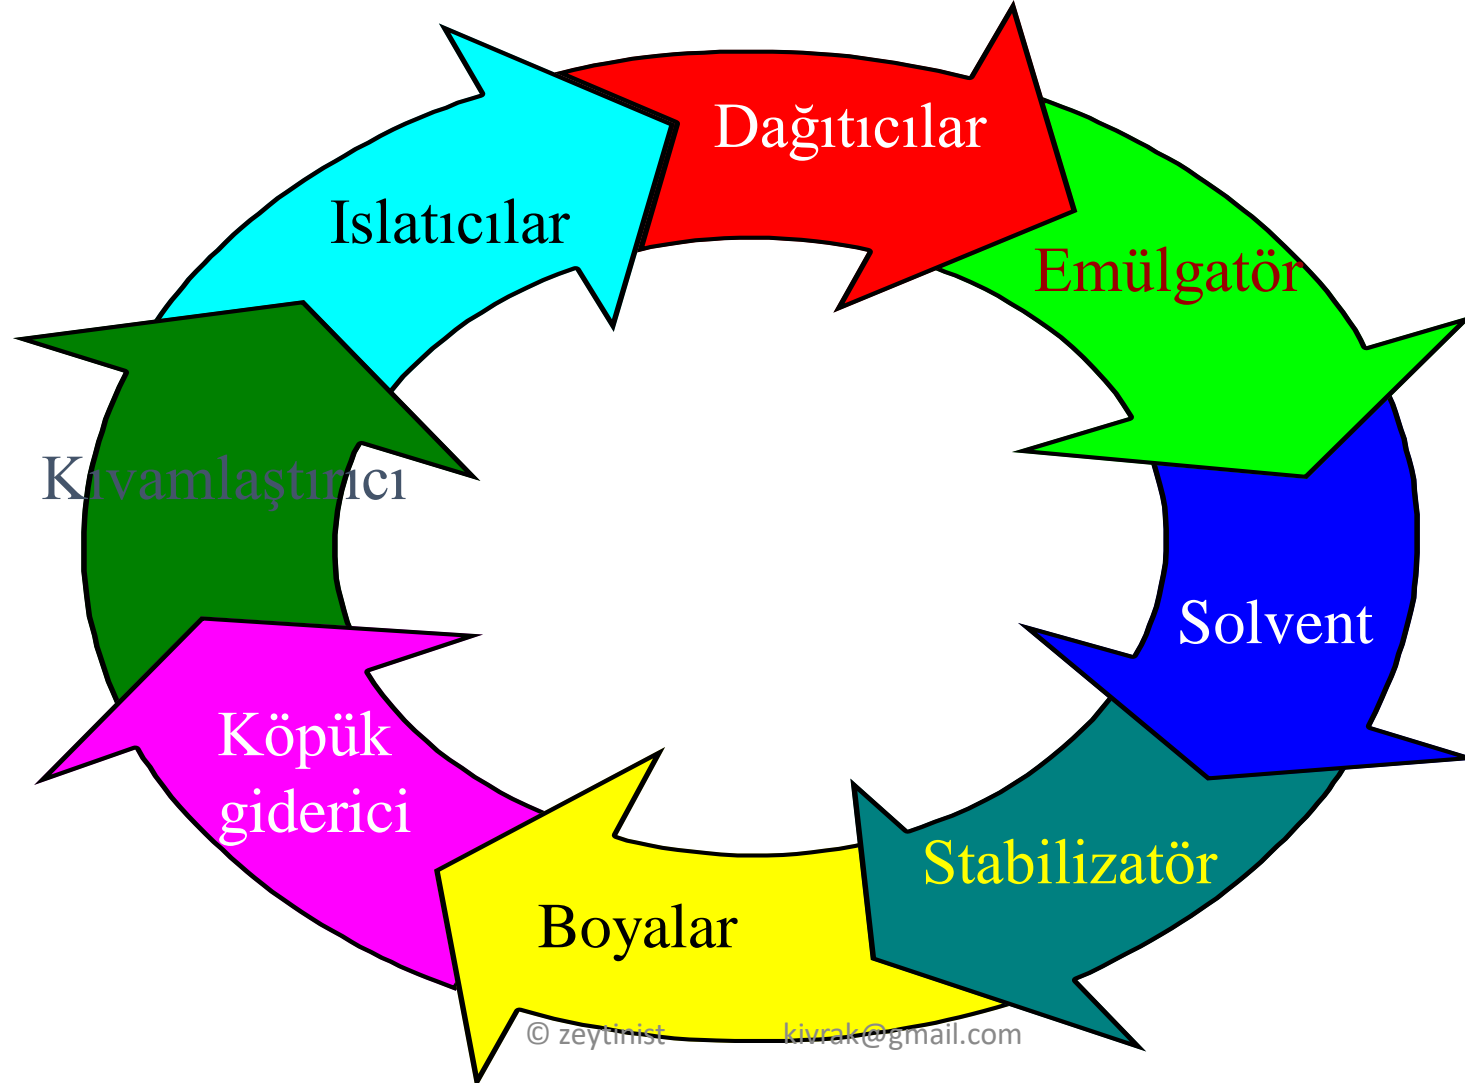 Dağıtıcılar
Islatıcılar
Emülgatör
Kıvamlaştırıcı
Solvent
Köpük
giderici
Stabilizatör
Boyalar
© zeytinist kivrak@gmail.com